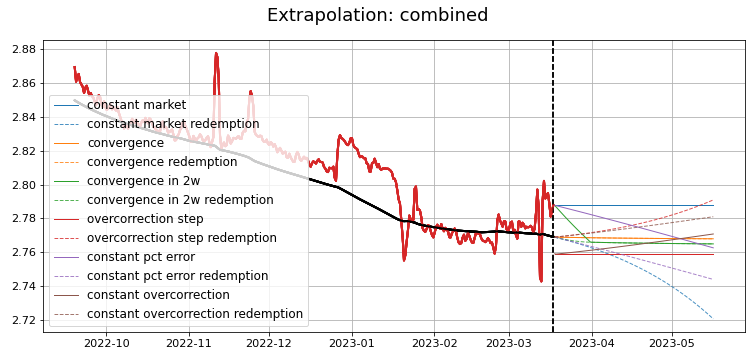 Extrapolation: combined
2.88
2.86
2.84
2.82
2.80
2.78
2.76
2.74
2.72
constant market
constant market redemption
convergence
convergence redemption
convergence in 2w
convergence in 2w redemption
overcorrection step
overcorrection step redemption
constant pct error
constant pct error redemption
constant overcorrection
constant overcorrection redemption
2022-10 2022-11 2022-12 2023-01 2023-02 2023-03 2023-04 2023-05